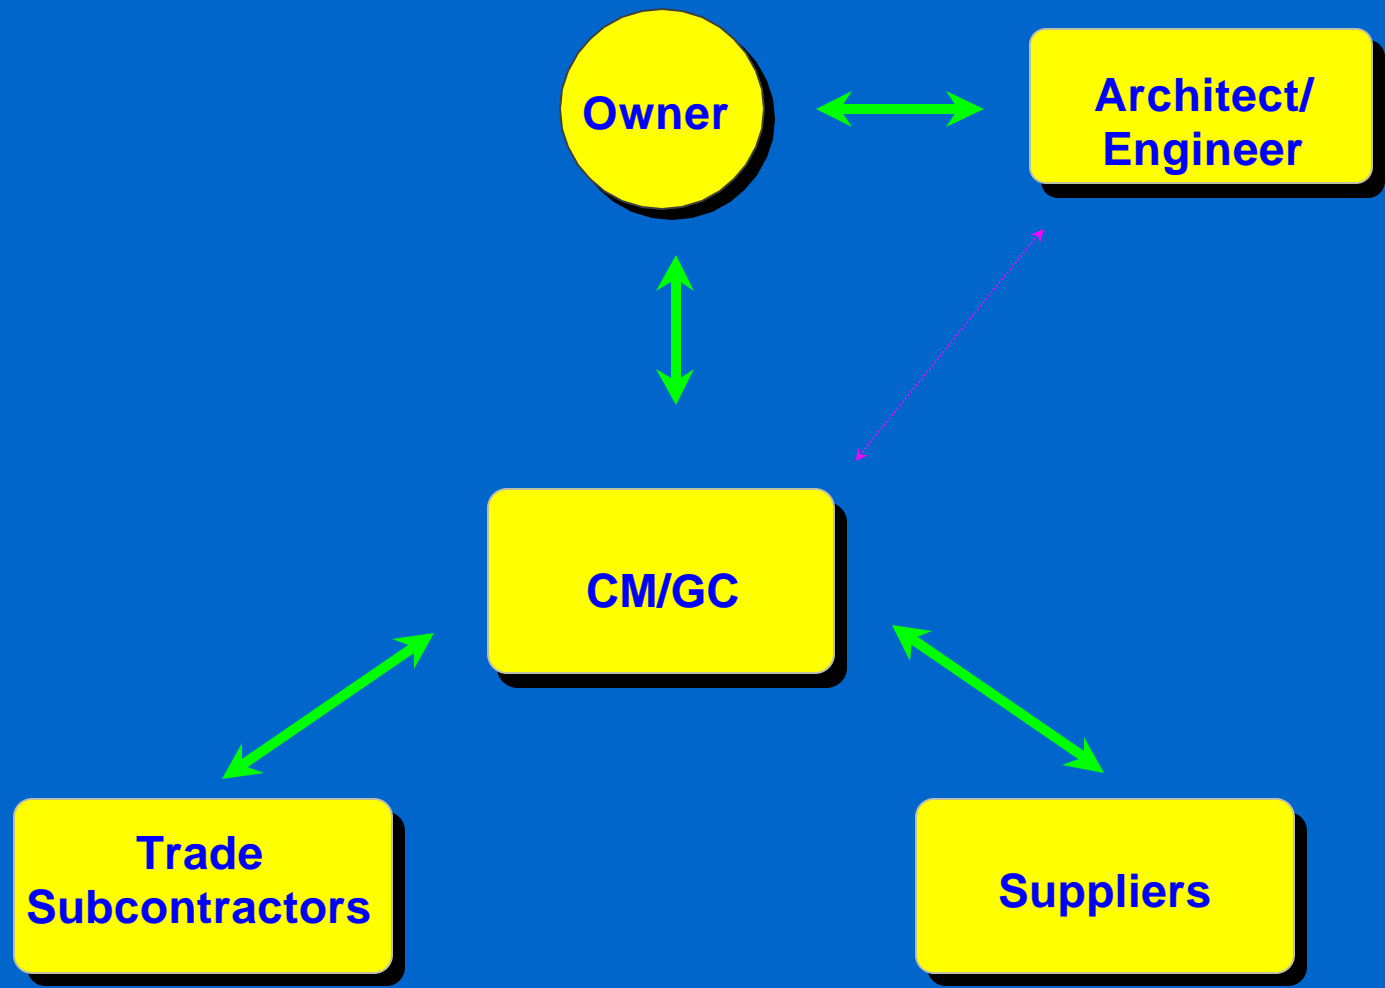 Owner
Architect/
Engineer
CM/GC
Trade
Subcontractors
Suppliers